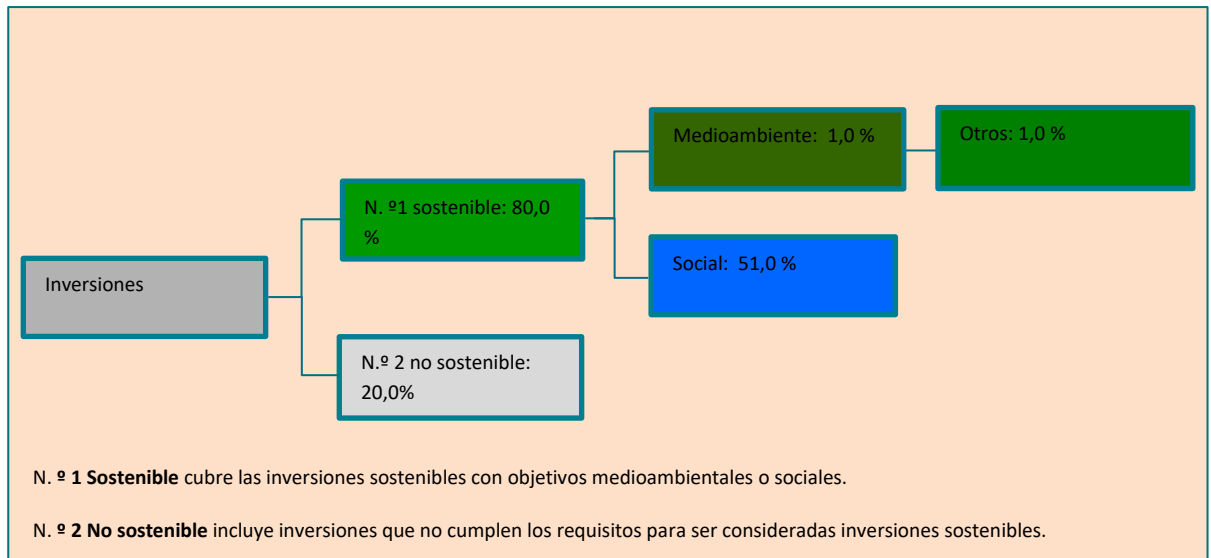 Medioambiente: 1,0 %
Otros: 1,0 %
N. º1 sostenible: 80,0
%
Social: 51,0 %
Inversiones
N.º 2 no sostenible:
20,0%
N. º 1 Sostenible cubre las inversiones sostenibles con objetivos medioambientales o sociales.
N. º 2 No sostenible incluye inversiones que no cumplen los requisitos para ser consideradas inversiones sostenibles.